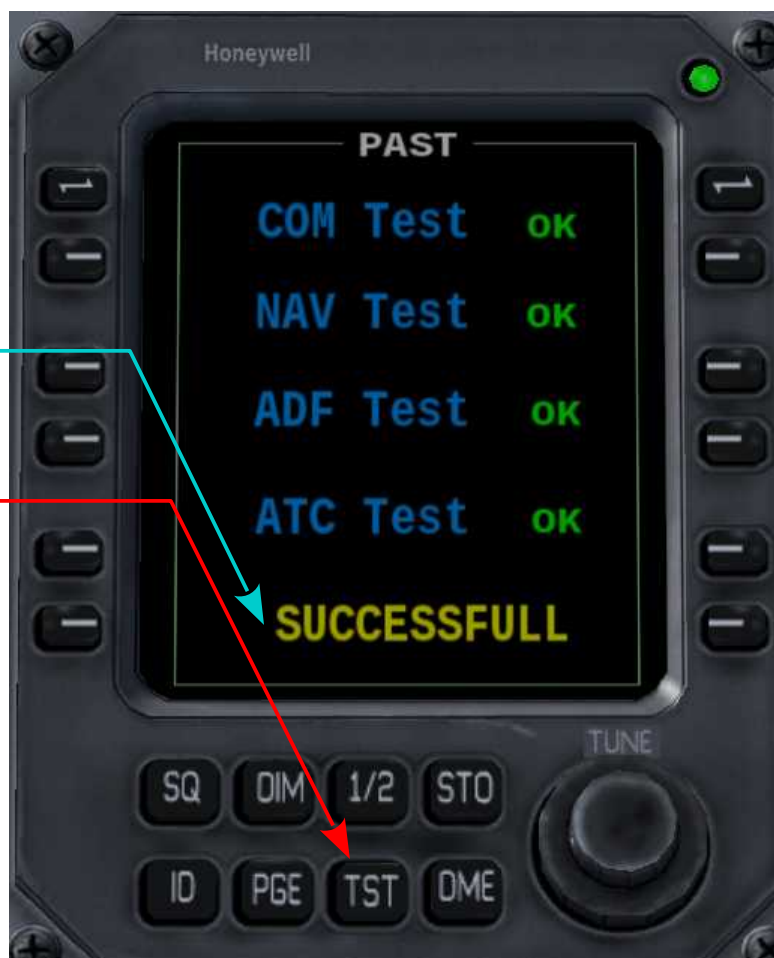 Honeywell
PAST
COM Test OK
NAV Test OK
ADF Test OK
ATC Test OK
SUCCESSFULL
TUNE
SQ DIM 1/2 STO
ID PGE TST DME